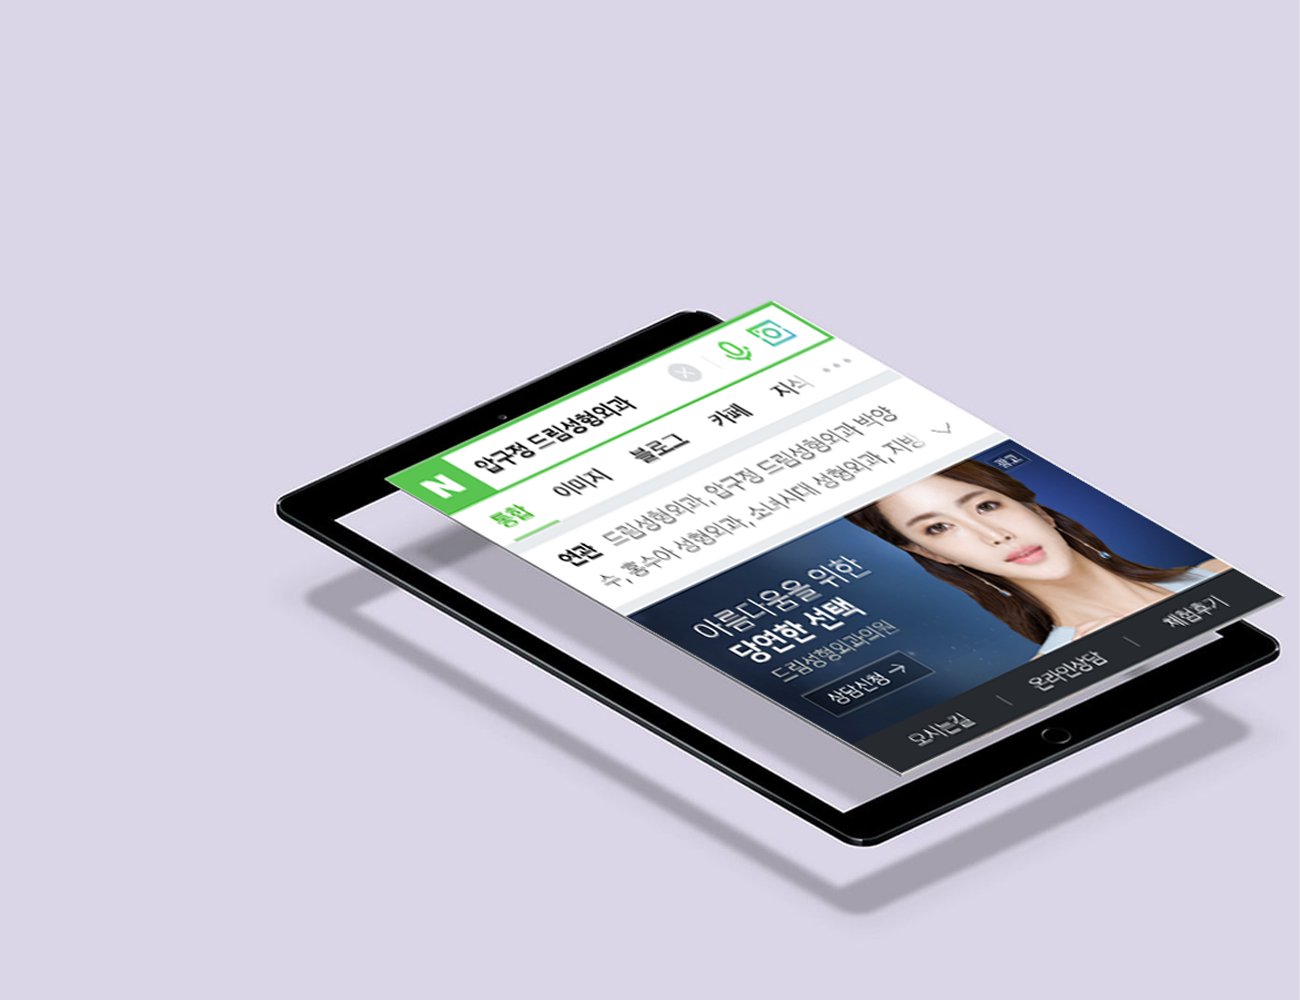 N 압구정 드림성형외과
통합 이미지 블로그 카페 지식
연관 드림성형외과, 압구정 드림성형외과 박양
수, 홍수아 성형외과, 소녀시대 성형외과, 지방
광고
아름다움을 위한
당연한 선택
드림성형외과의원
상담신청 →
오시는길 | 온라인상담 | 체험후기